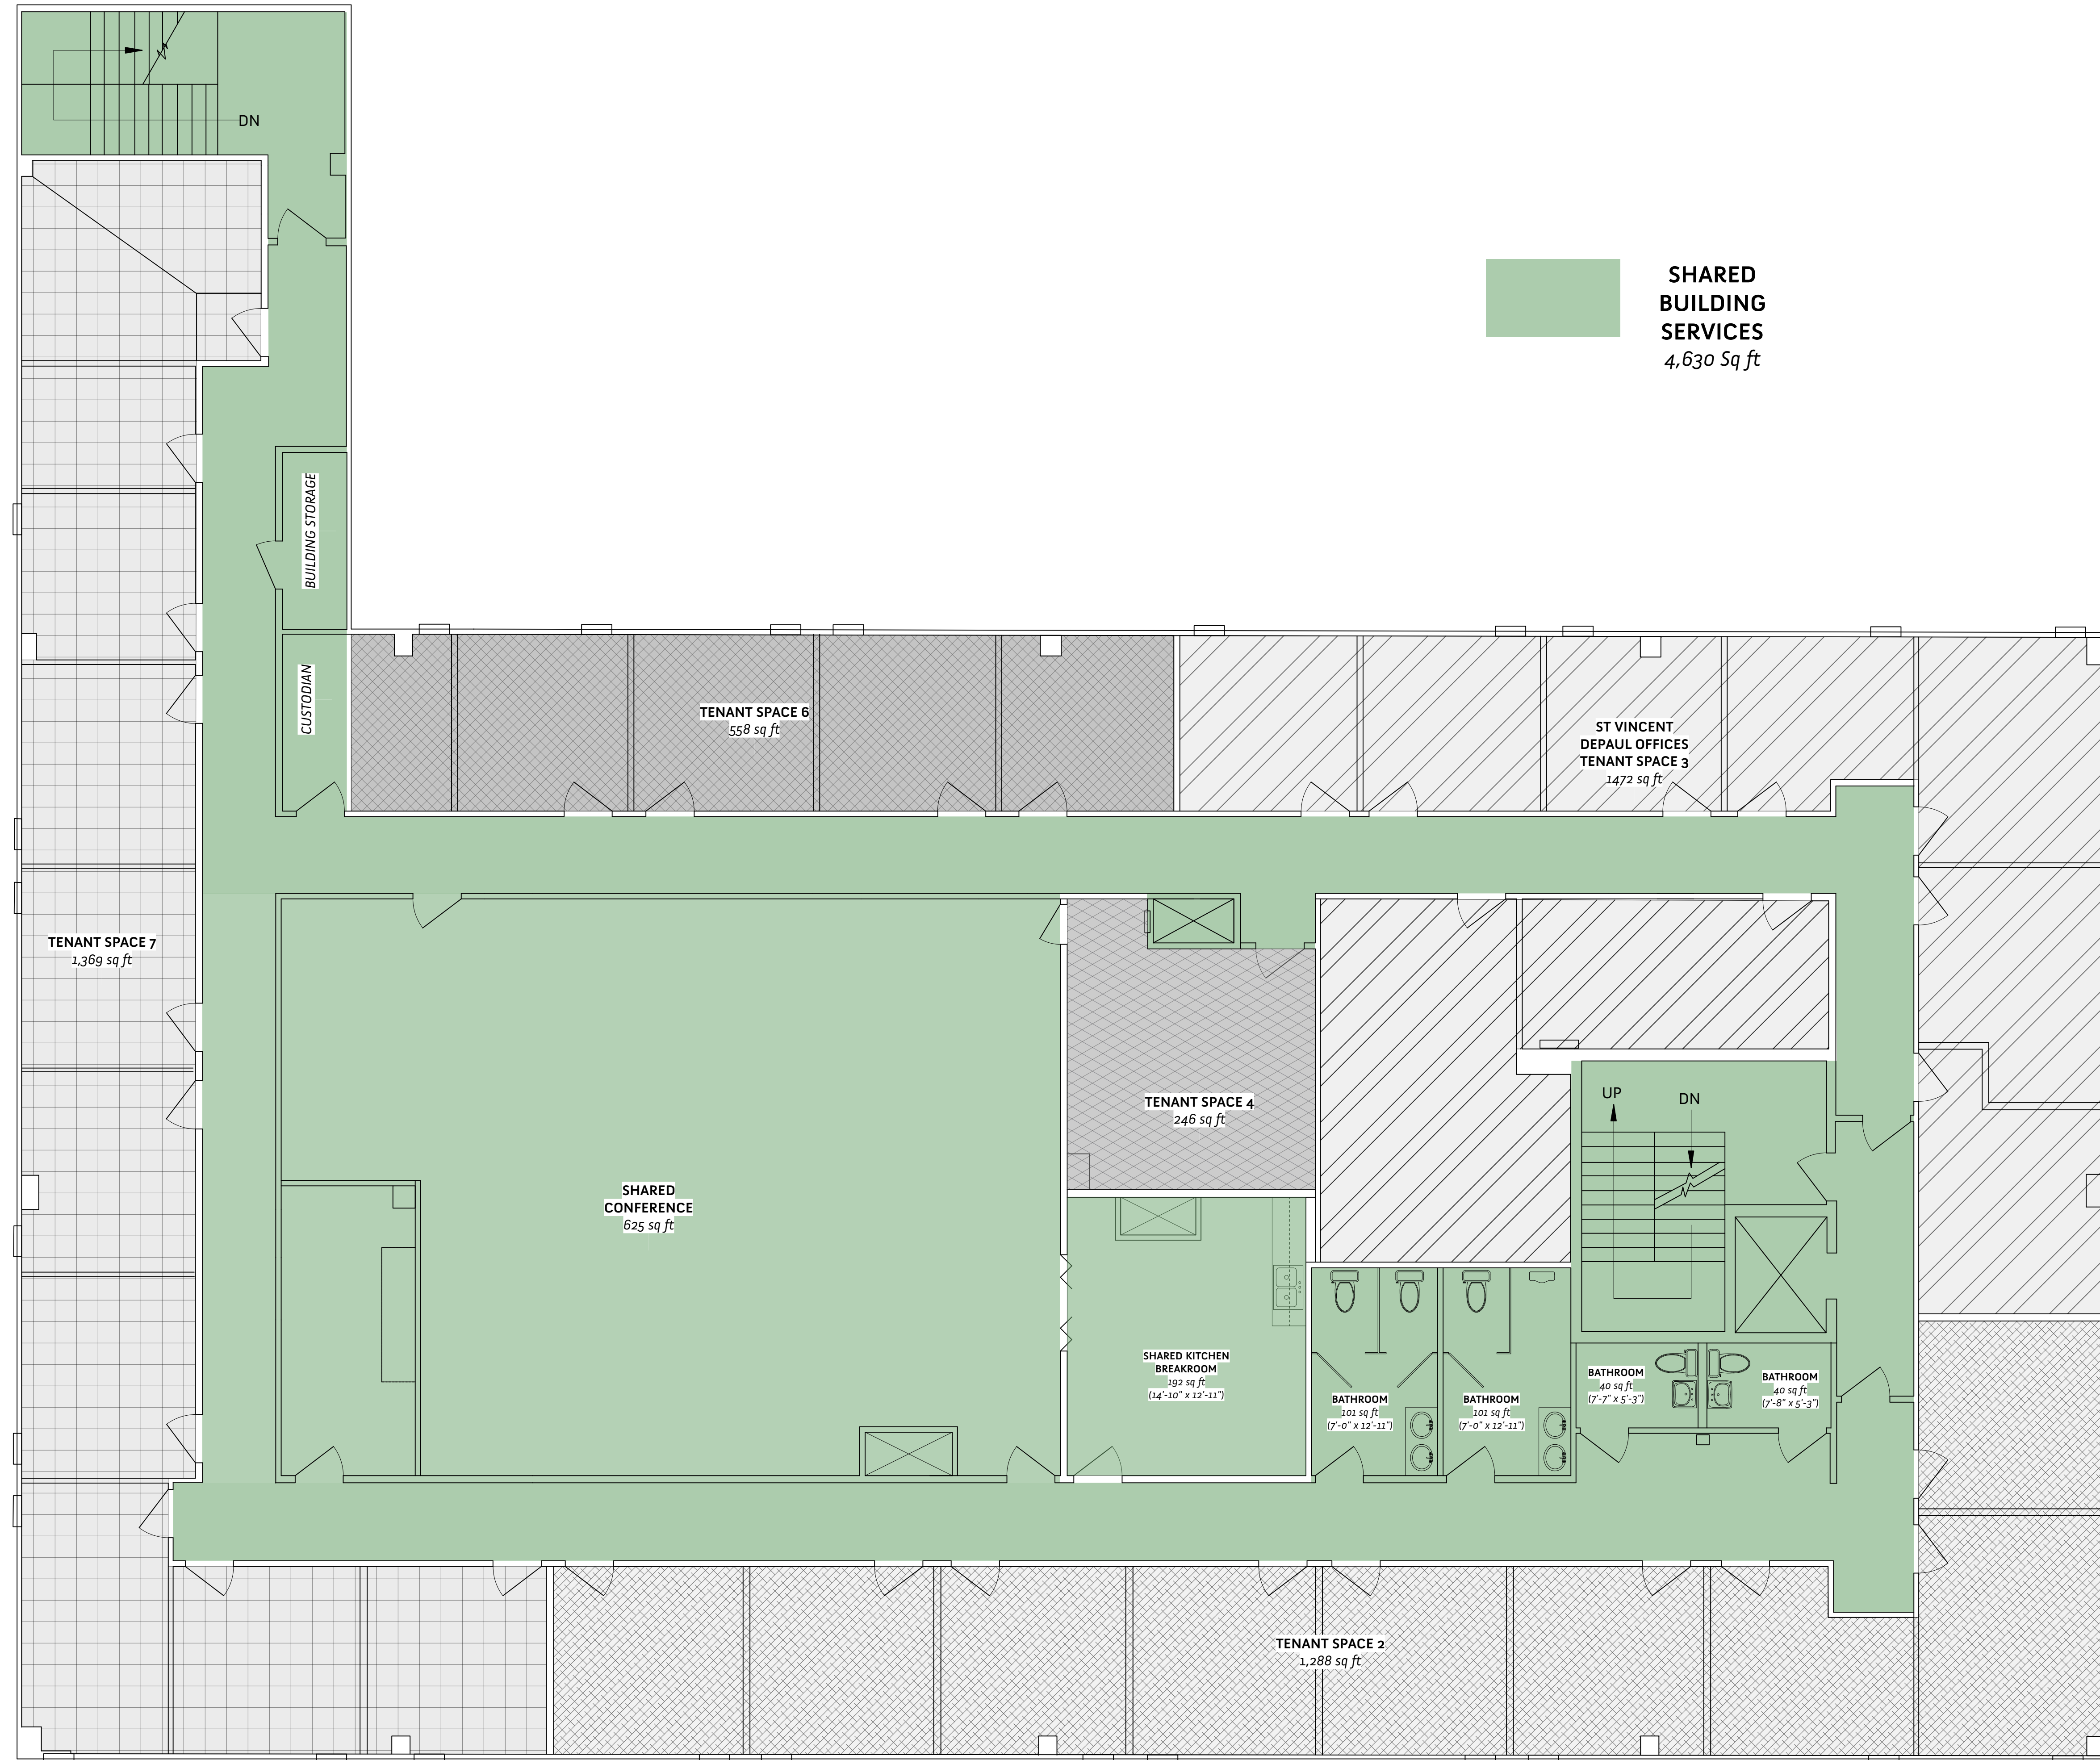 DN
SHARED
BUILDING
SERVICES
4,630 Sq ft
BUILDING STORAGE
CUSTODIAN
TENANT SPACE 6
558 sq ft
ST VINCENT
DEPAUL OFFICES
TENANT SPACE 3
1472 sq ft
TENANT SPACE 7
1,369 sq ft
TENANT SPACE 4
246 sq ft
UP
DN
SHARED
CONFERENCE
625 sq ft
SHARED KITCHEN
BREAKROOM
192 sq ft
(14'-10" x 12'-11")
BATHROOM
101 sq ft
(7'-0" x 12'-11")
BATHROOM
101 sq ft
(7'-0" x 12'-11")
BATHROOM
40 sq ft
(7'-7" x 5'-3")
BATHROOM
40 sq ft
(7'-8" x 5'-3")
TENANT SPACE 2
1,288 sq ft